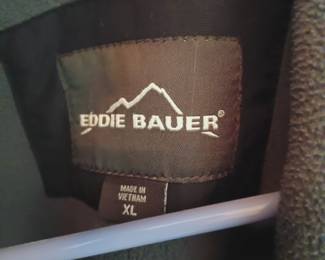 EDDIE BAUER®
MADE IN
VIETNAM
XL